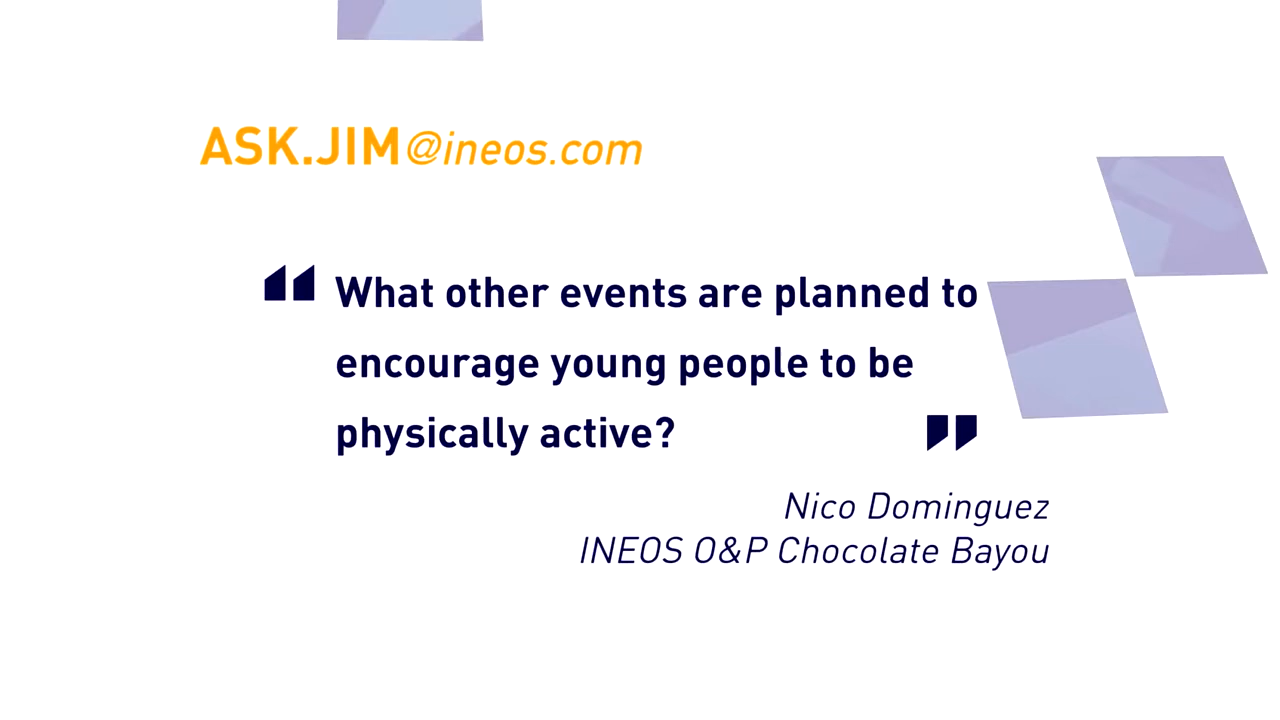 ASK.JIM@ineos.com
“ What other events are planned to
encourage young people to be
physically active? ”
Nico Dominguez
INEOS O&P Chocolate Bayou